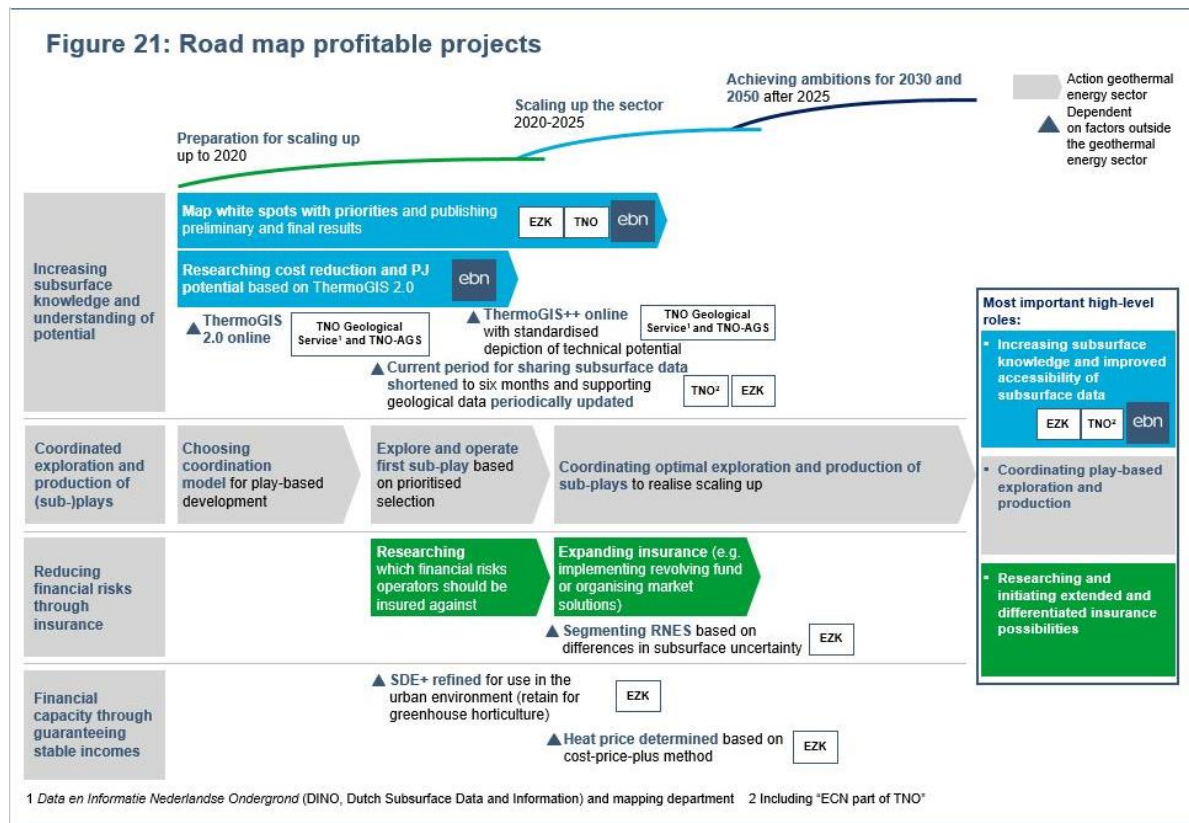 Figure 21: Road map profitable projects
Preparation for scaling up
up to 2020
Scaling up the sector
2020-2025
Achieving ambitions for 2030 and
2050 after 2025
Action geothermal
energy sector
Dependent
on factors outside
the geothermal
energy sector
Increasing
subsurface
knowledge and
understanding of
potential
Map white spots with priorities and publishing
preliminary and final results
EZK
TNO
ebn
Researching cost reduction and PJ
potential based on ThermoGIS 2.0
ebn
ThermoGIS
2.0 online
TNO Geological
Service¹ and TNO-AGS
ThermoGIS++ online
with standardised
depiction of technical potential
TNO Geological
Service¹ and TNO-AGS
Current period for sharing subsurface data
shortened to six months and supporting
geological data periodically updated
TNO²
EZK
Coordinated
exploration and
production of
(sub-)plays
Choosing
coordination
model for play-based
development
Explore and operate
first sub-play based
on prioritised
selection
Coordinating optimal exploration and production of
sub-plays to realise scaling up
Reducing
financial risks
through
insurance
Researching
which financial risks
operators should be
insured against
Expanding insurance (e.g.
implementing revolving fund
or organising market
solutions)
Segmenting RNES based on
differences in subsurface uncertainty
EZK
Financial
capacity through
guaranteeing
stable incomes
SDE+ refined for use in the
urban environment (retain for
greenhouse horticulture)
EZK
Heat price determined based on
cost-price-plus method
EZK
Most important high-level
roles:
▪ Increasing subsurface
knowledge and improved
accessibility of
subsurface data
EZK
TNO²
ebn
▪ Coordinating play-based
exploration and
production
▪ Researching and
initiating extended and
differentiated insurance
possibilities
1 Data en Informatie Nederlandse Ondergrond (DINO, Dutch Subsurface Data and Information) and mapping department 2 Including “ECN part of TNO”